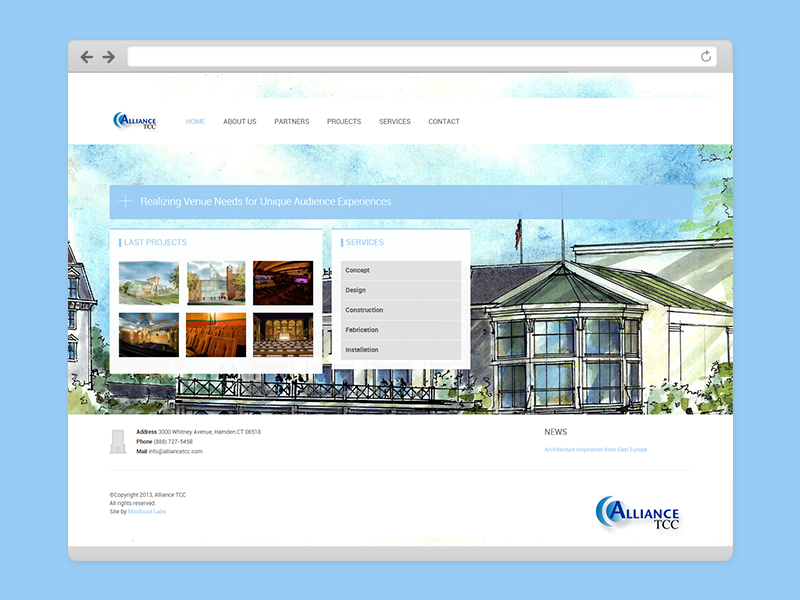 ALLIANCE
TCC
HOME ABOUT US PARTNERS PROJECTS SERVICES CONTACT
Realizing Venue Needs for Unique Audience Experiences
LAST PROJECTS
SERVICES
Concept
Design
Construction
Fabrication
Installation
Address 3000 Whitney Avenue, Hamden CT 06518
Phone (888) 727-5458
Mail info@alliancetcc.com
NEWS
Architecture inspiration from East Europe
©Copyright 2013, Alliance TCC
All rights reserved.
Site by Mindtrust Labs
ALLIANCE
TCC